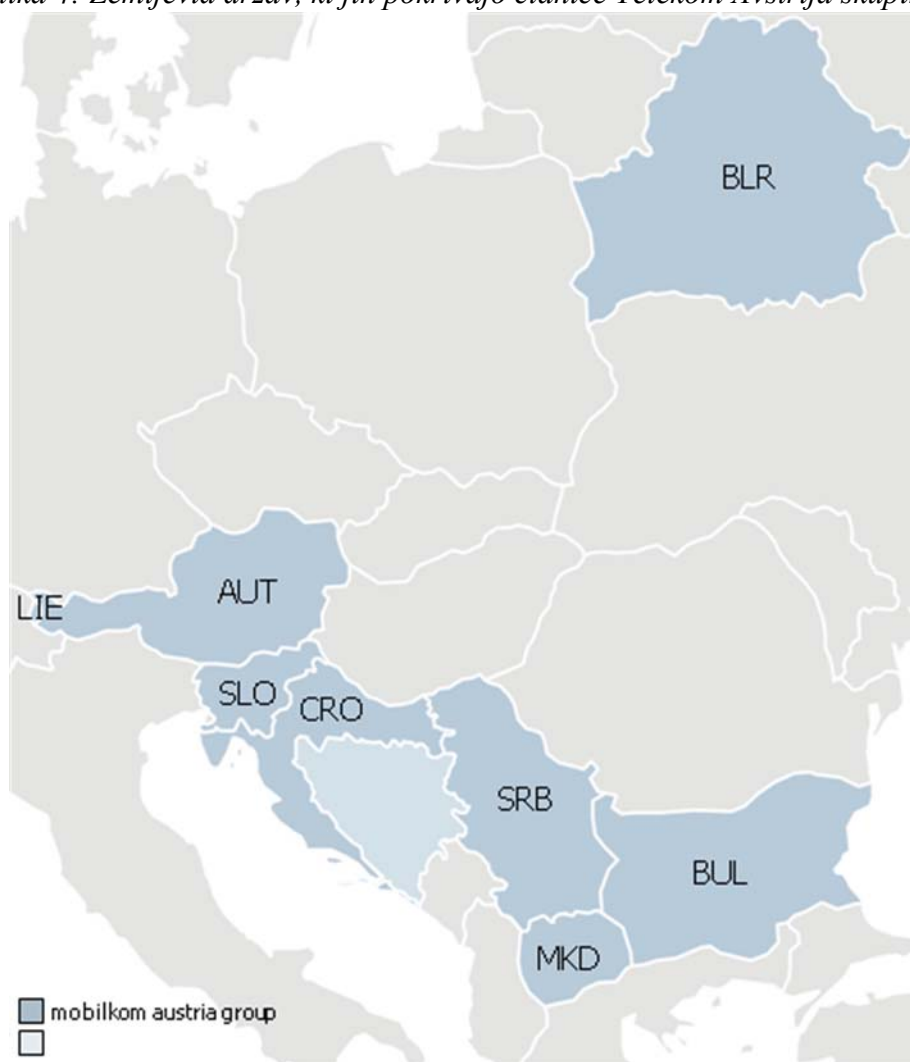 Zemljevid držav, ki jih pokrivajo članice Telekom Avstrija
BLR
AUT
LIE
SLO
CRO
SRB
BUL
MKD
mobilkom austria group